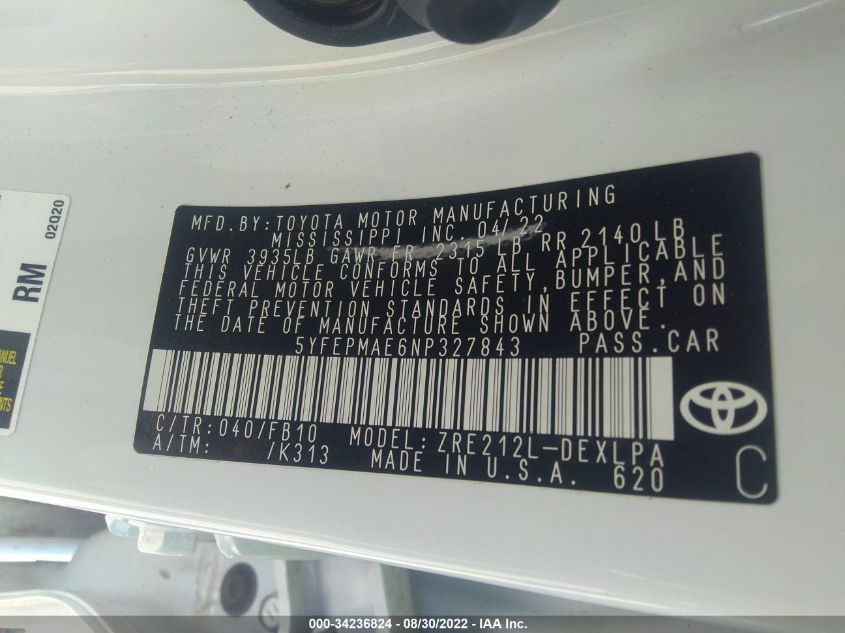 MFD.BY:TOYOTA MOTOR MANUFACTURING
MISSISSIPPI INC. 04/22
GVWR 3935LB GAWR FR 2315 LB RR 2140 LB
THIS VEHICLE CONFORMS TO ALL APPLICABLE
FEDERAL MOTOR VEHICLE SAFETY,BUMPER,AND
THEFT PREVENTION STANDARDS IN EFFECT ON
THE DATE OF MANUFACTURE SHOWN ABOVE.
5YFEPMAE6NP327843 PASS.CAR
C/TR:040/FB10 MODEL:ZRE212L-DEXLPA
A/TM: /K313 MADE IN U.S.A. 620
C
RM
02Q20
MANUEL
000-34236824 - 08/30/2022 - IAA Inc.